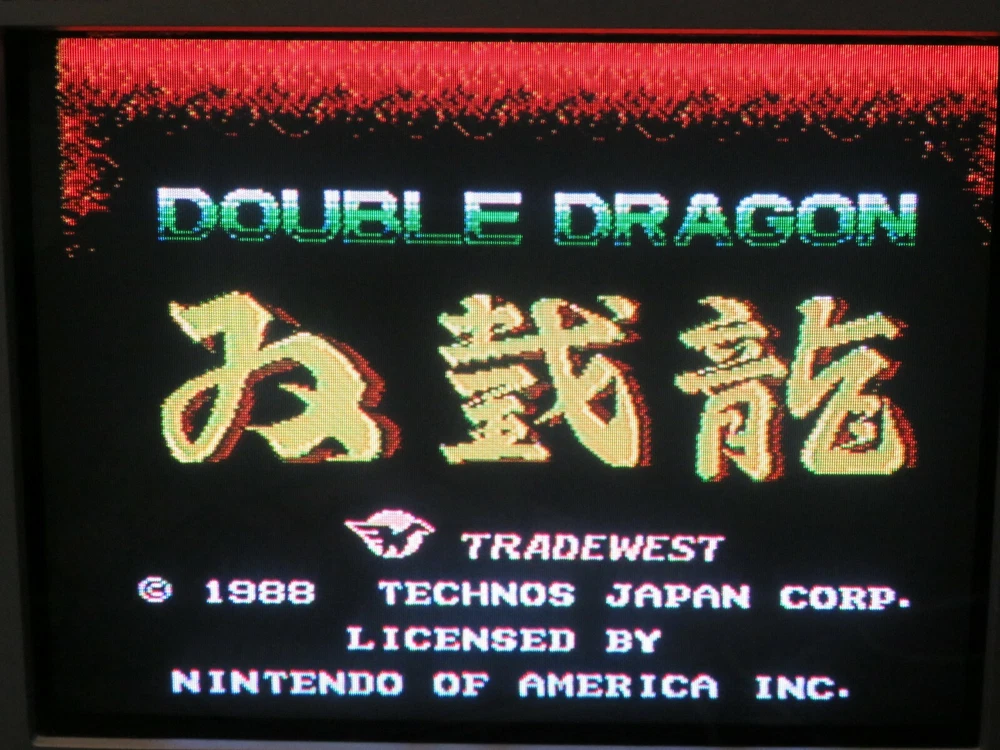 DOUBLE DRAGON
双截龍
TRADEWEST
© 1988 TECHNOS JAPAN CORP.
LICENSED BY
NINTENDO OF AMERICA INC.